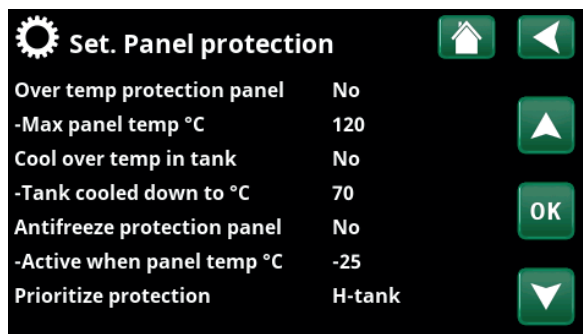 Set. Panel protection
Over temp protection panel No
-Max panel temp °C 120
Cool over temp in tank No
-Tank cooled down to °C 70
OK
Antifreeze protection panel No
-Active when panel temp °C -25
Prioritize protection H-tank